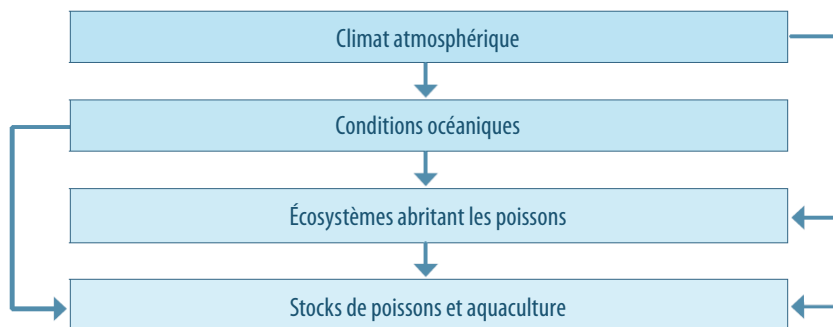 Climat atmosphérique
Conditions océaniques
Écosystèmes abritant les poissons
Stocks de poissons et aquaculture